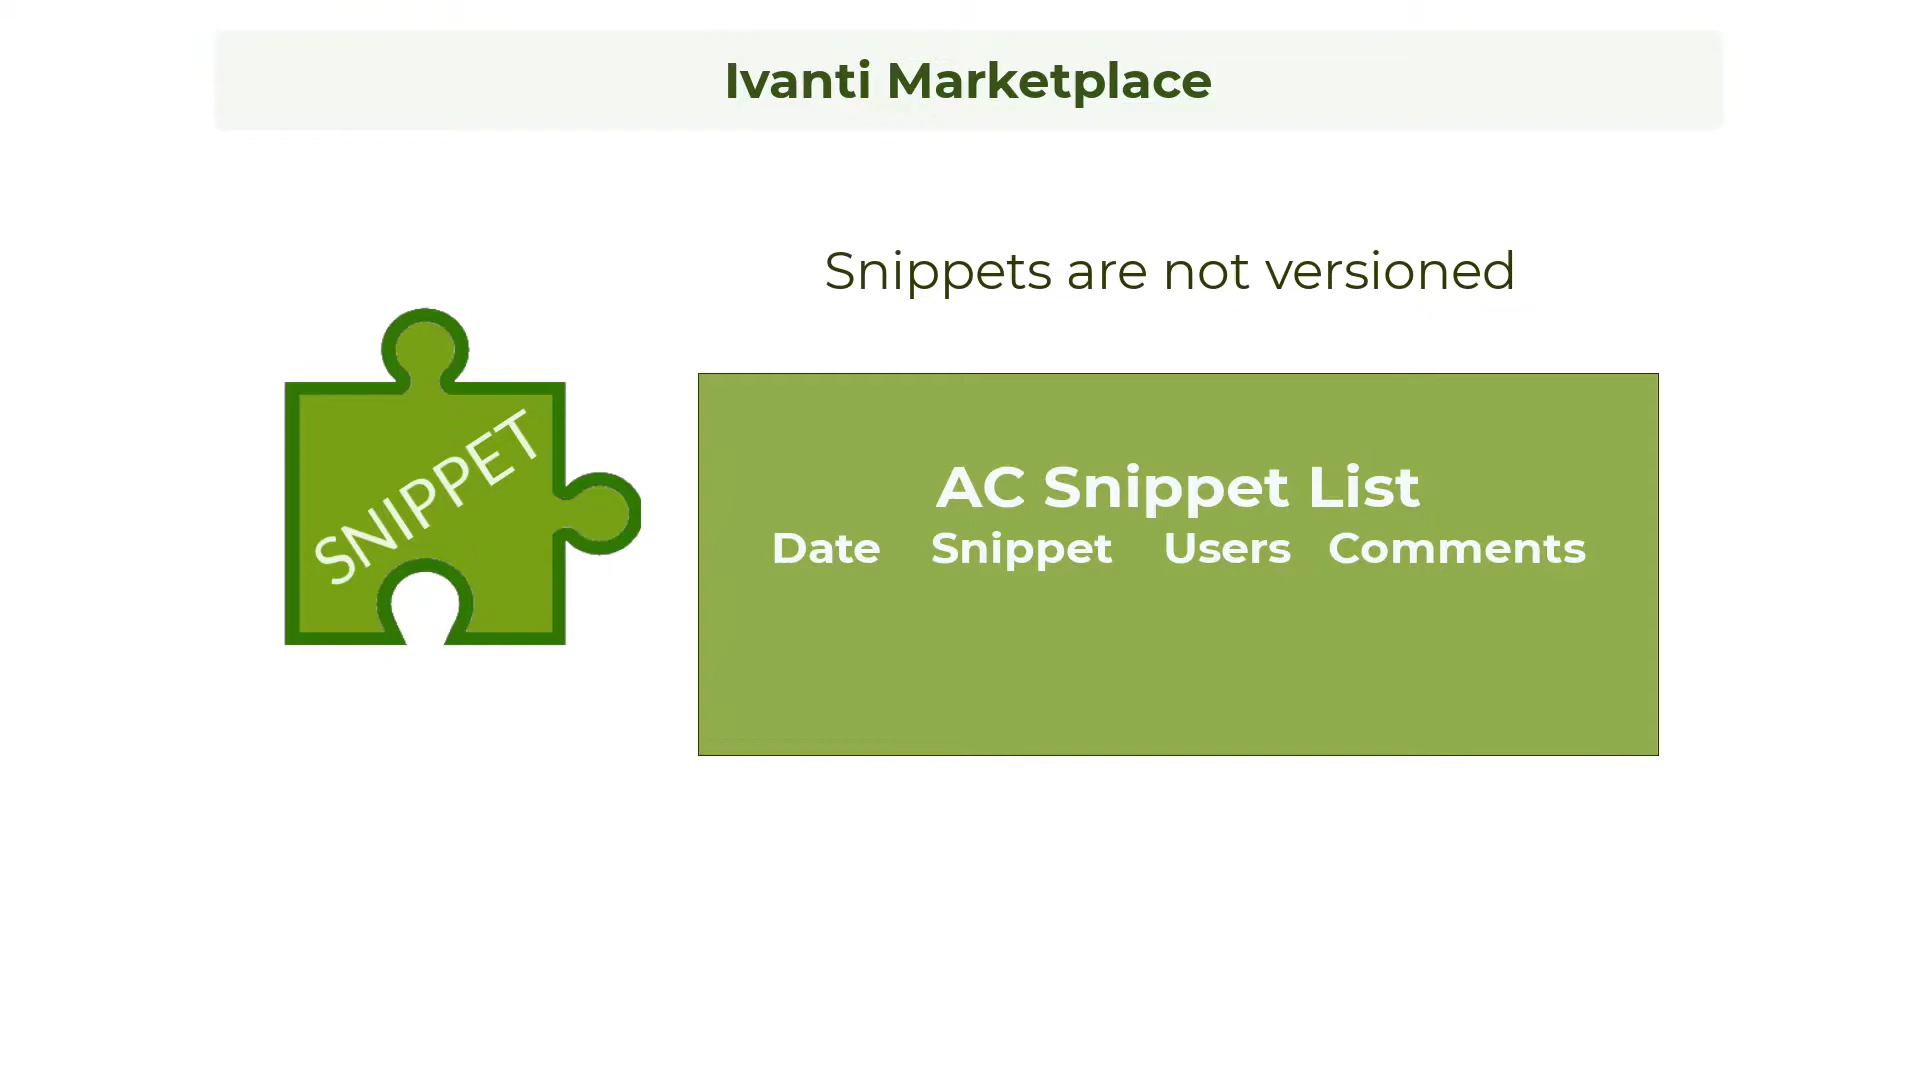 Ivanti Marketplace
Snippets are not versioned
SNIPPET
AC Snippet List
Date Snippet Users Comments